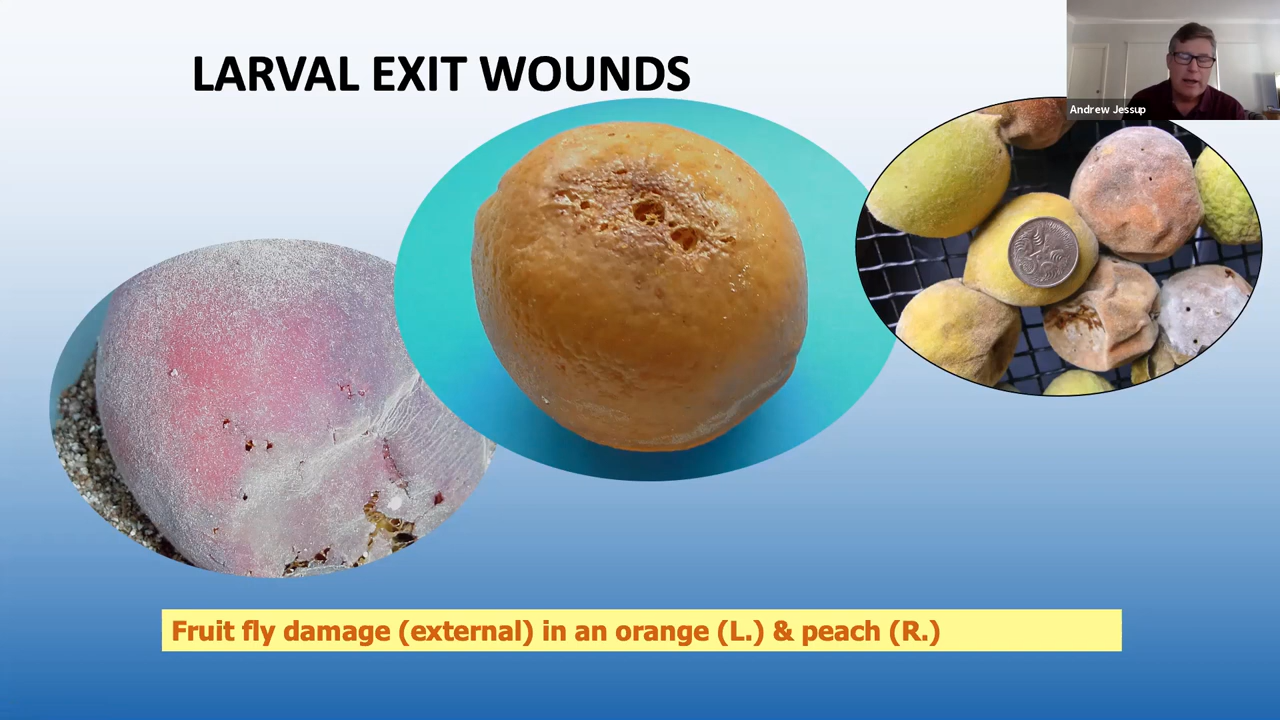 LARVAL EXIT WOUNDS
Andrew Jessup
Fruit fly damage (external) in an orange (L.) & peach (R.)